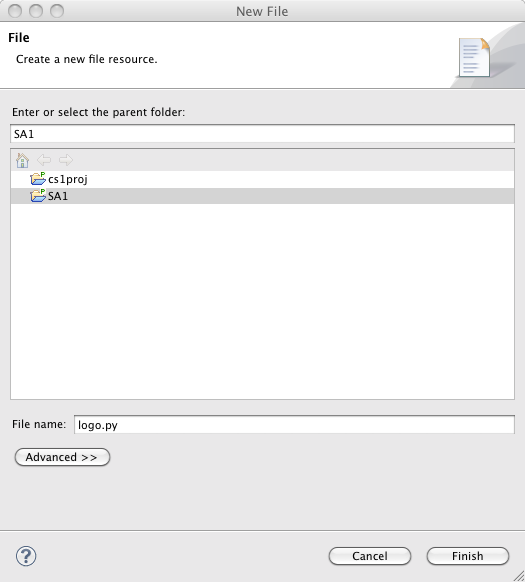 New File
File
Create a new file resource.
Enter or select the parent folder:
SA1
cs1proj
SA1
File name: logo.py
Advanced >>
? Cancel Finish